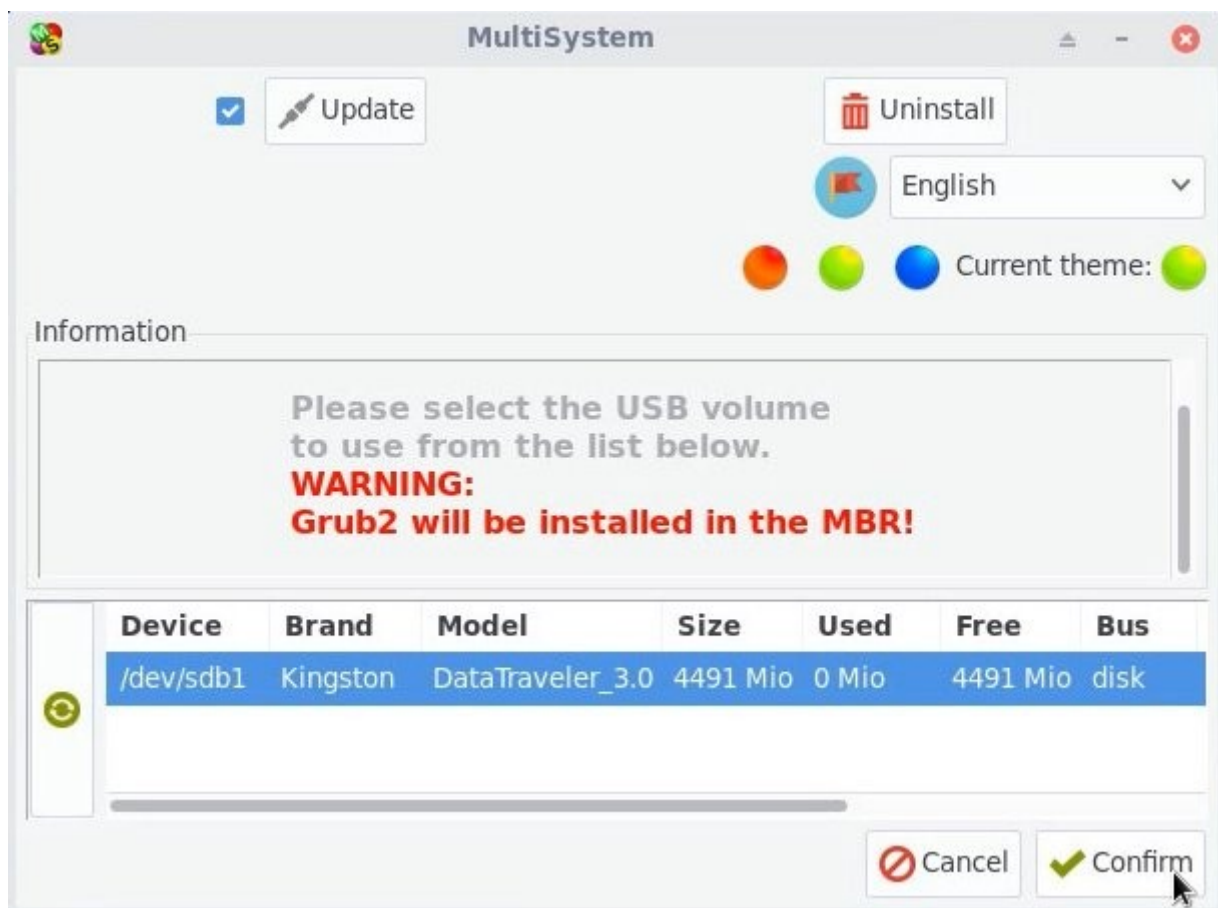 MultiSystem
Update
Uninstall
English
Current theme:
Information
Please select the USB volume
to use from the list below.
WARNING:
Grub2 will be installed in the MBR!
Device Brand Model Size Used Free Bus
/dev/sdb1 Kingston DataTraveler_3.0 4491 Mio 0 Mio 4491 Mio disk
Cancel
Confirm